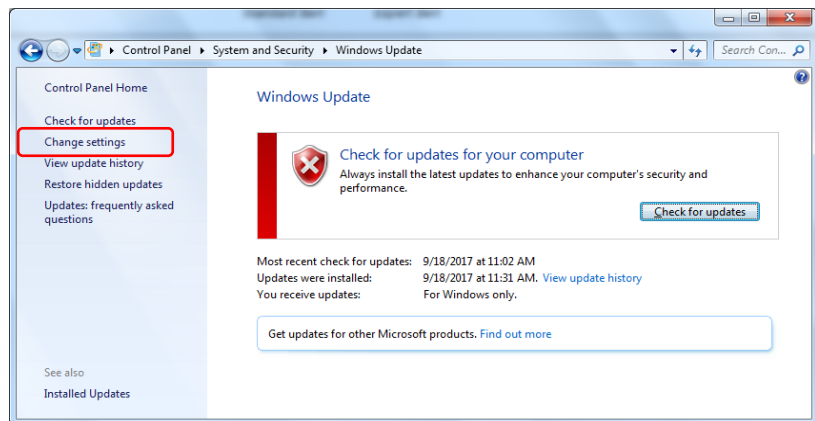 Control Panel ▸ System and Security ▸ Windows Update
Search Con...
Control Panel Home
Check for updates
Change settings
View update history
Restore hidden updates
Updates: frequently asked
questions
See also
Installed Updates
Windows Update
Check for updates for your computer
Always install the latest updates to enhance your computer's security and
performance.
Check for updates
Most recent check for updates: 9/18/2017 at 11:02 AM
Updates were installed: 9/18/2017 at 11:31 AM. View update history
You receive updates: For Windows only.
Get updates for other Microsoft products. Find out more